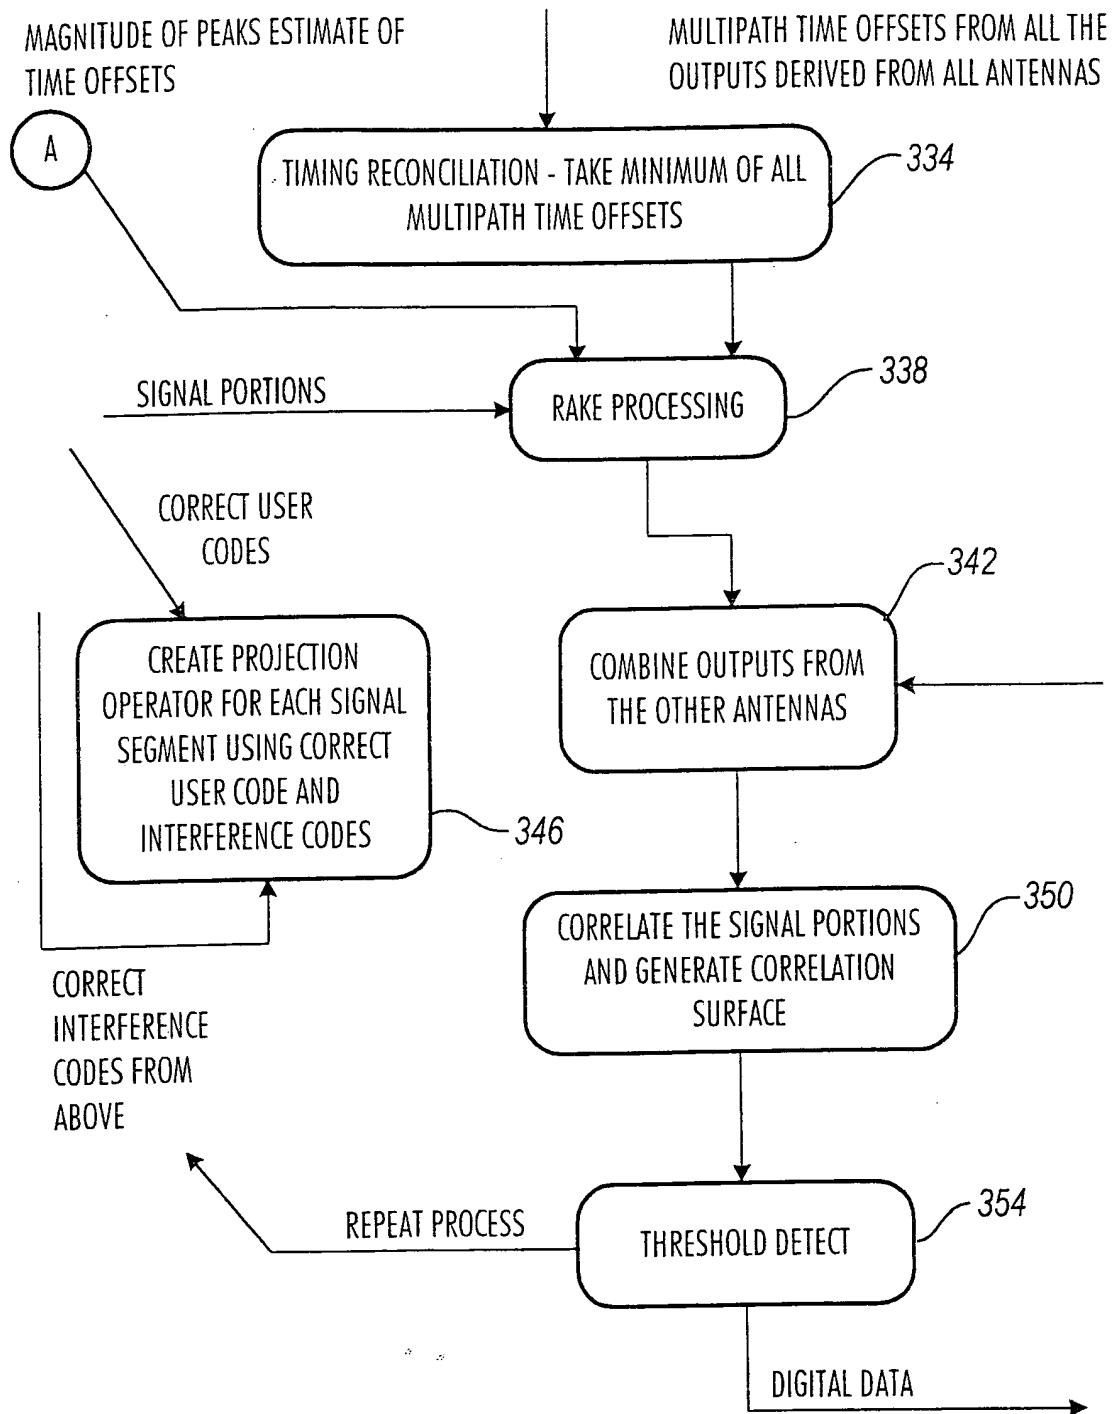 MAGNITUDE OF PEAKS ESTIMATE OF
TIME OFFSETS
MULTIPATH TIME OFFSETS FROM ALL THE
OUTPUTS DERIVED FROM ALL ANTENNAS
A
TIMING RECONCILIATION - TAKE MINIMUM OF ALL
MULTIPATH TIME OFFSETS
334
SIGNAL PORTIONS
RAKE PROCESSING
338
CORRECT USER
CODES
342
COMBINE OUTPUTS FROM
THE OTHER ANTENNAS
CREATE PROJECTION
OPERATOR FOR EACH SIGNAL
SEGMENT USING CORRECT
USER CODE AND
INTERFERENCE CODES
346
350
CORRELATE THE SIGNAL PORTIONS
AND GENERATE CORRELATION
SURFACE
CORRECT
INTERFERENCE
CODES FROM
ABOVE
354
REPEAT PROCESS
THRESHOLD DETECT
DIGITAL DATA